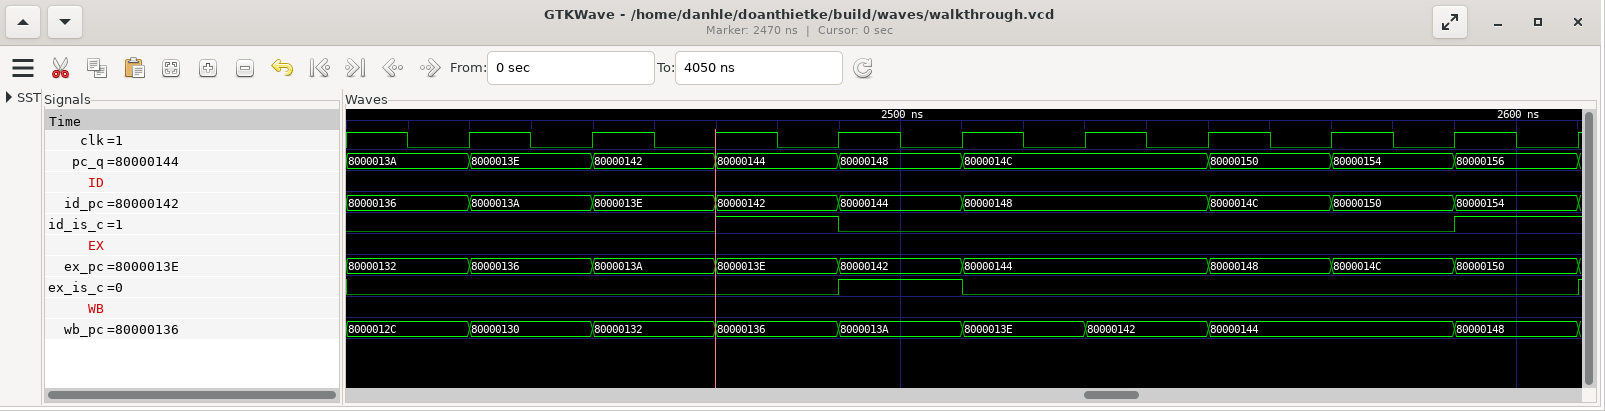 GTKWave - /home/danhle/doanthietke/build/waves/walkthrough.vcd
Marker: 2470 ns | Cursor: 0 sec
From: 0 sec To: 4050 ns
SST
Signals
Waves
Time
2500 ns 2600 ns
clk=1
pc_q=80000144
8000013A 8000013E 80000142 80000144 80000148 8000014C 80000150 80000154 80000156
ID
id_pc=80000142
80000136 8000013A 8000013E 80000142 80000144 80000148 8000014C 80000150 80000154
id_is_c=1
EX
ex_pc=8000013E
80000132 80000136 8000013A 8000013E 80000142 80000144 80000148 8000014C 80000150
ex_is_c=0
WB
wb_pc=80000136
8000012C 80000130 80000132 80000136 8000013A 8000013E 80000142 80000144 80000148